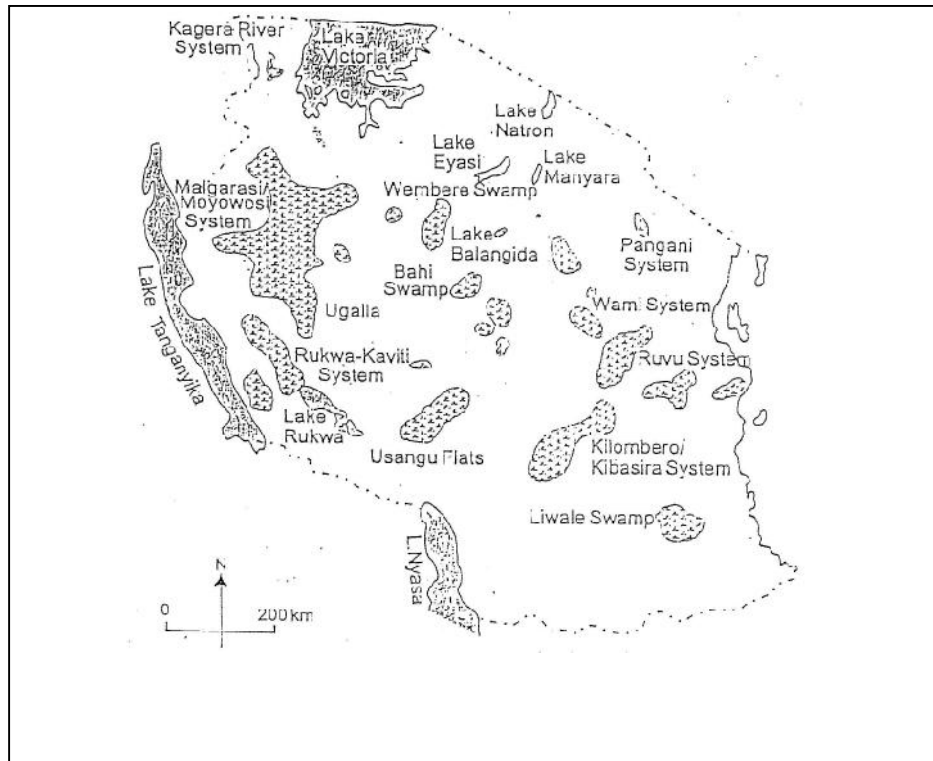 Kagera River
System
Lake
Victoria
Lake
Natron
Lake
Eyasi
Lake
Manyara
Wembere Swamp
Malgarasi/
Moyowosi
System
Lake
Balangida
Pangani
System
Bahi
Swamp
Ugalla
Wami System
Lake Tanganyika
Rukwa-Kaviti
System
Ruvu System
Lake
Rukwa
Usangu Flats
Kilombero/
Kibasira System
Liwale Swamp
L.Nyasa
N
0 200 km